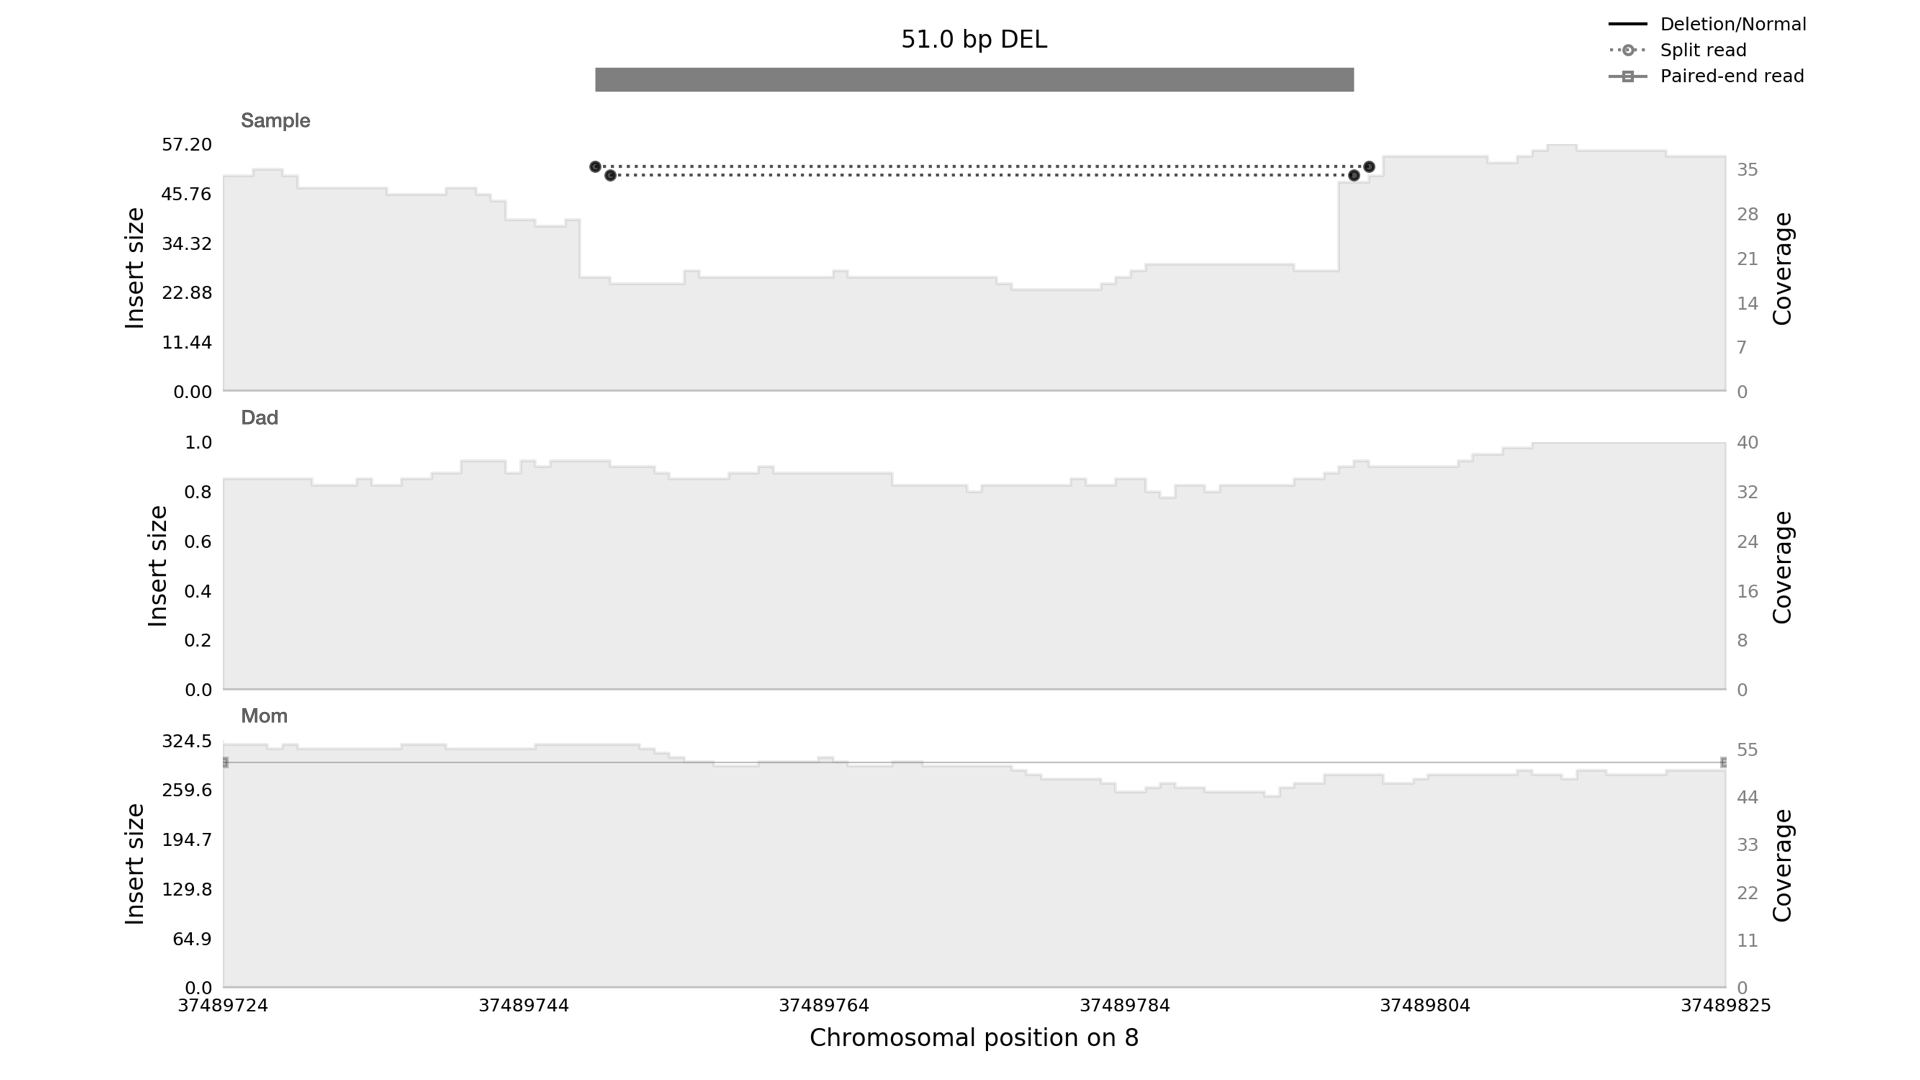 51.0 bp DEL
Deletion/Normal
Split read
Paired-end read
Sample
57.20
45.76
34.32
22.88
11.44
0.00
Insert size
35
28
21
14
7
0
Coverage
Dad
1.0
0.8
0.6
0.4
0.2
0.0
Insert size
40
32
24
16
8
0
Coverage
Mom
324.5
259.6
194.7
129.8
64.9
0.0
Insert size
55
44
33
22
11
0
Coverage
37489724 37489744 37489764 37489784 37489804 37489825
Chromosomal position on 8